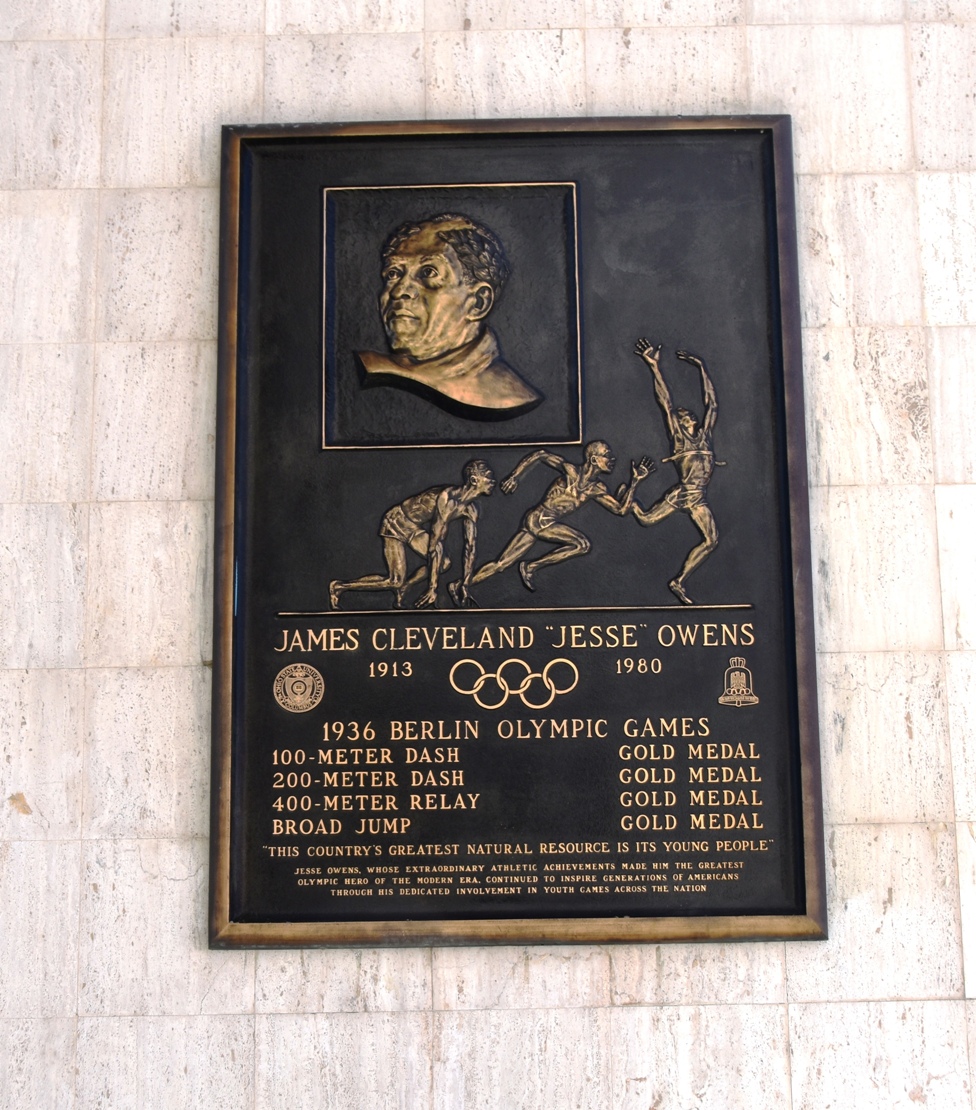 JAMES CLEVELAND "JESSE" OWENS
1913 1980
1936 BERLIN OLYMPIC GAMES
100-METER DASH GOLD MEDAL
200-METER DASH GOLD MEDAL
400-METER RELAY GOLD MEDAL
BROAD JUMP GOLD MEDAL
"THIS COUNTRY'S GREATEST NATURAL RESOURCE IS ITS YOUNG PEOPLE"
JESSE OWENS, WHOSE EXTRAORDINARY ATHLETIC ACHIEVEMENTS MADE HIM THE GREATEST
OLYMPIC HERO OF THE MODERN ERA, CONTINUED TO INSPIRE GENERATIONS OF AMERICANS
THROUGH HIS DEDICATED INVOLVEMENT IN YOUTH GAMES ACROSS THE NATION